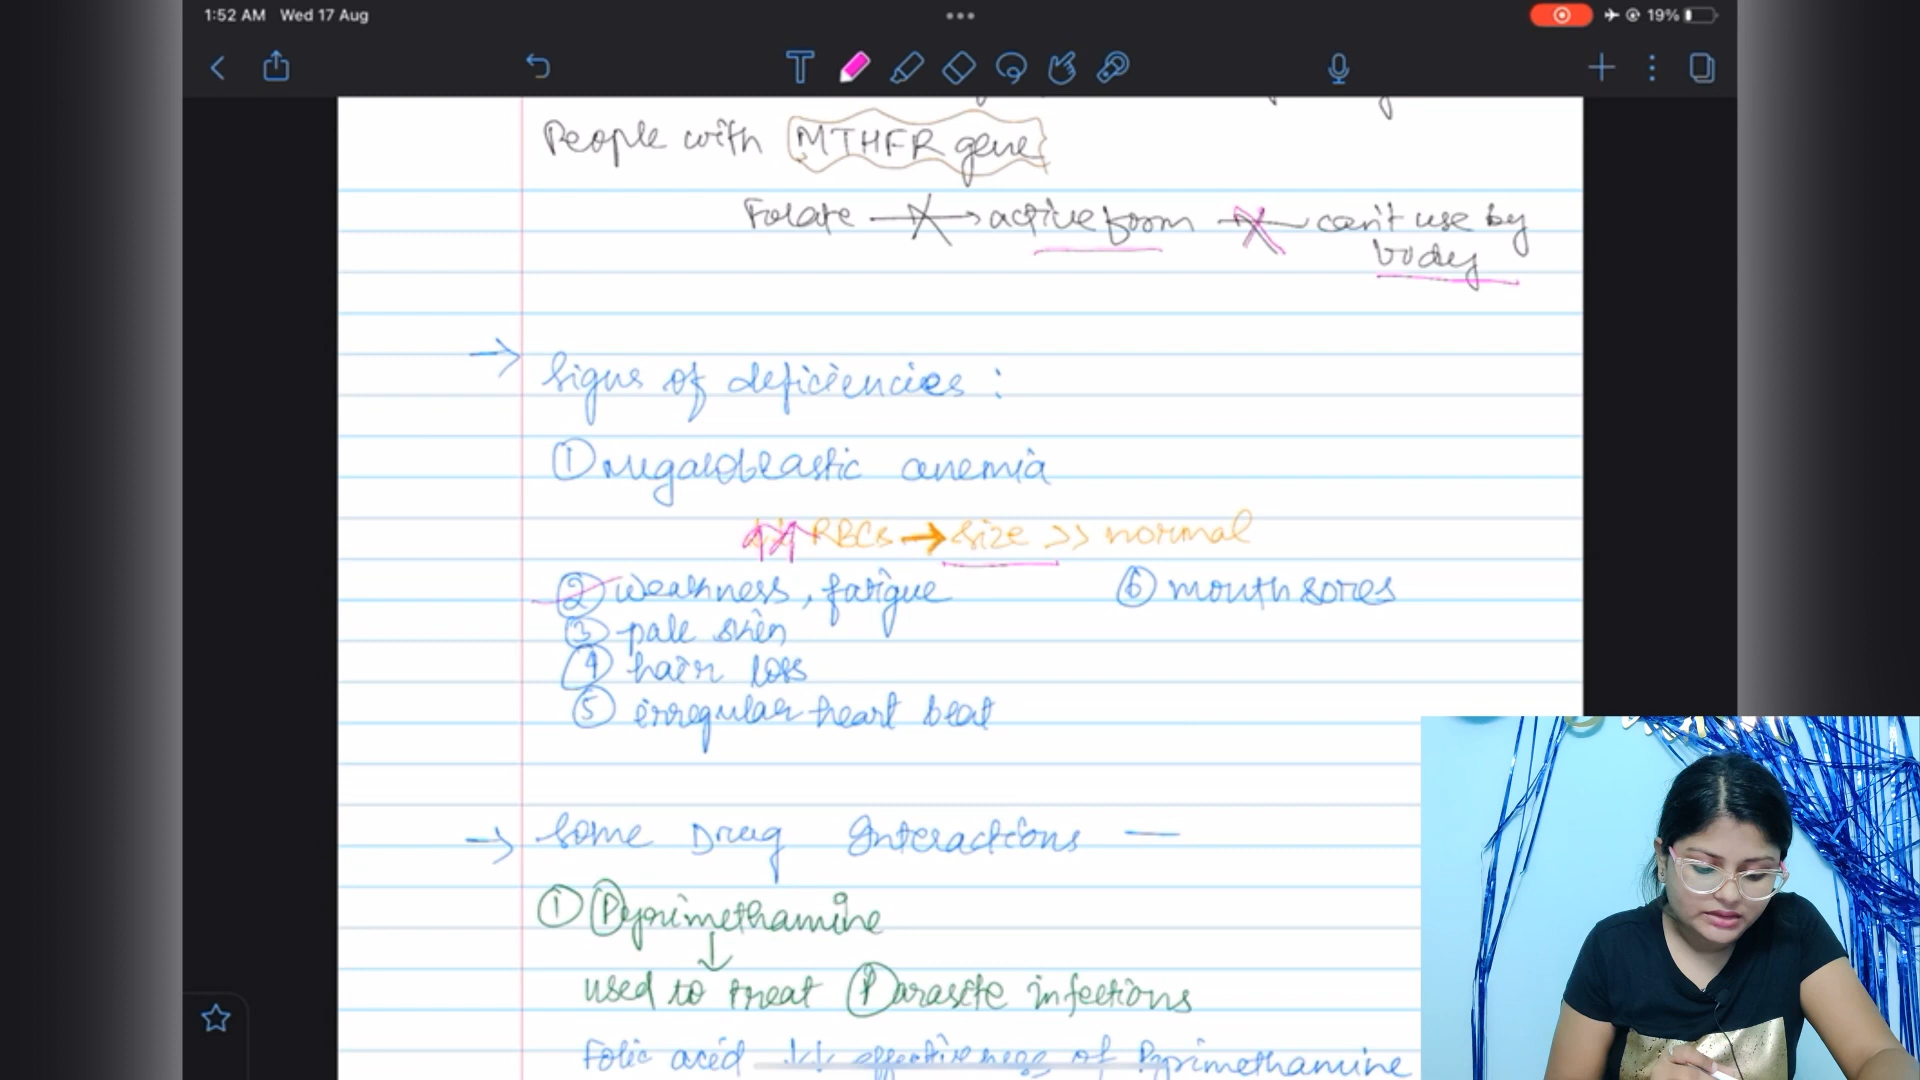 1:52 AM Wed 17 Aug
19%
People with MTHFR gene
Folate → active form can't use by
body
→ Signs of deficiencies :
① Megaloblastic anemia
RBCs → size >> normal
② weakness, fatigue
⑥ mouth sores
③ pale skin
④ hair loss
⑤ irregular heart beat
→ Some Drug Interactions —
① Pyrimethamine
↓
used to treat Parasite infections
Folic acid ↓↓ effectiveness of Pyrimethamine